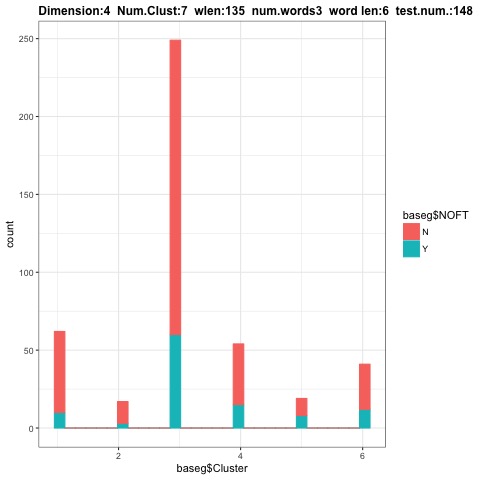 Dimension:4 Num.Clust:7 wlen:135 num.words3 word len:6 test.num.:148
250
200
150
100
50
0
count
2 4 6
baseg$Cluster
baseg$NOFT
N
Y